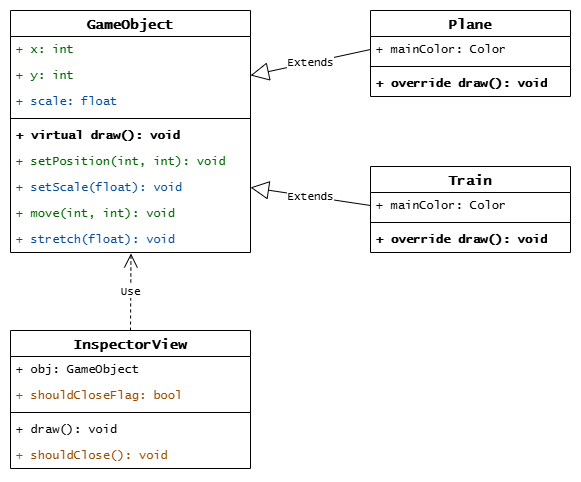 GameObject
+ x: int
+ y: int
+ scale: float
+ virtual draw(): void
+ setPosition(int, int): void
+ setScale(float): void
+ move(int, int): void
+ stretch(float): void
Extends
Plane
+ mainColor: Color
+ override draw(): void
Extends
Train
+ mainColor: Color
+ override draw(): void
Use
InspectorView
+ obj: GameObject
+ shouldCloseFlag: bool
+ draw(): void
+ shouldClose(): void